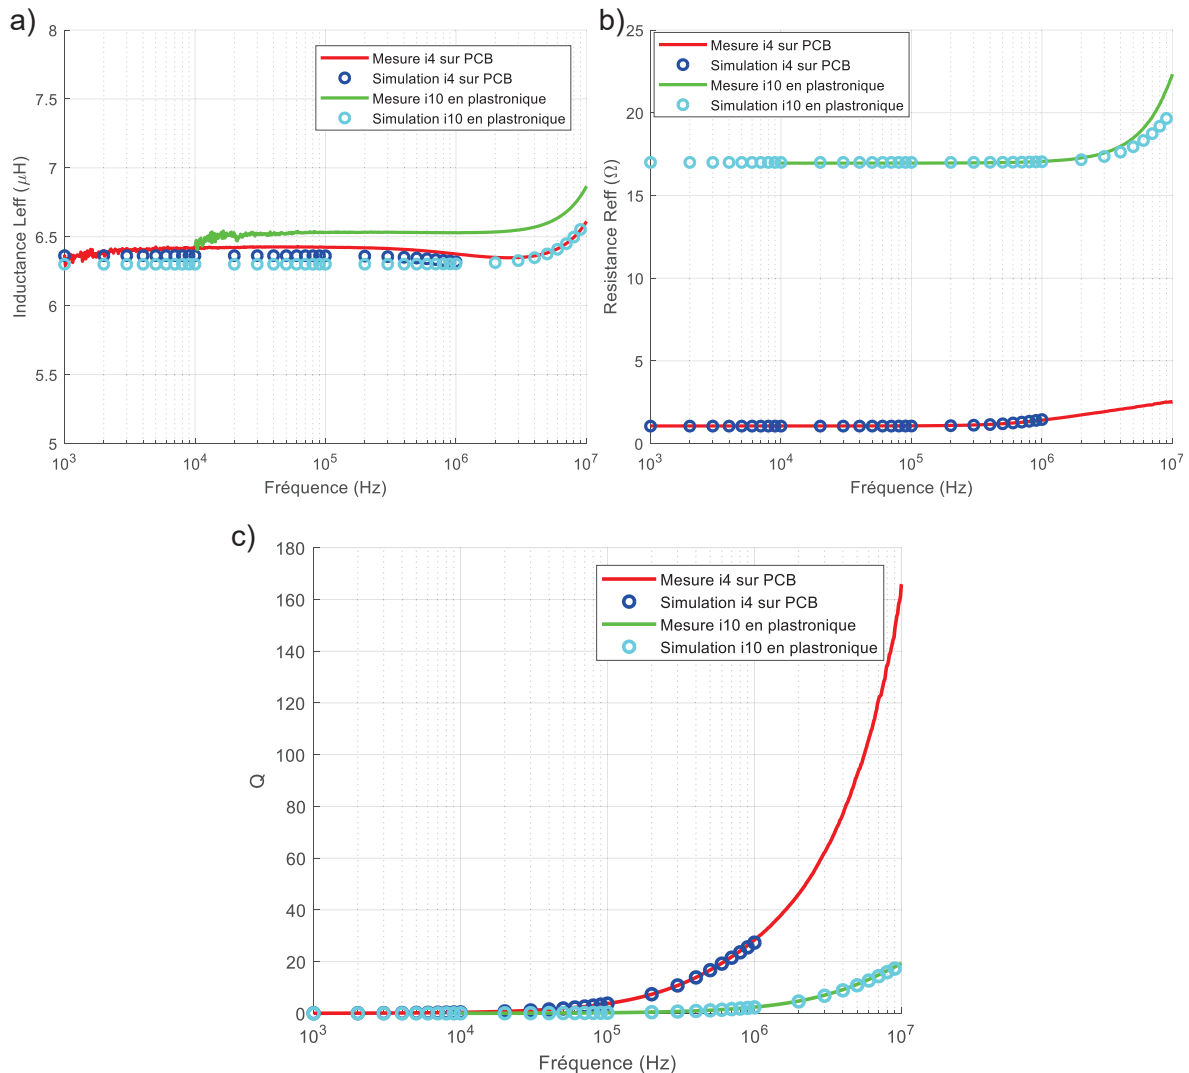 a)
8
7.5
7
6.5
6
5.5
5
Inductance Leff (μH)
10³
10⁴
10⁵
10⁶
10⁷
Fréquence (Hz)
Mesure i4 sur PCB
Simulation i4 sur PCB
Mesure i10 en plastronique
Simulation i10 en plastronique
b)
25
20
15
10
5
0
Resistance Reff (Ω)
10³
10⁴
10⁵
10⁶
10⁷
Fréquence (Hz)
Mesure i4 sur PCB
Simulation i4 sur PCB
Mesure i10 en plastronique
Simulation i10 en plastronique
c)
180
160
140
120
100
80
60
40
20
0
Q
10³
10⁴
10⁵
10⁶
10⁷
Fréquence (Hz)
Mesure i4 sur PCB
Simulation i4 sur PCB
Mesure i10 en plastronique
Simulation i10 en plastronique